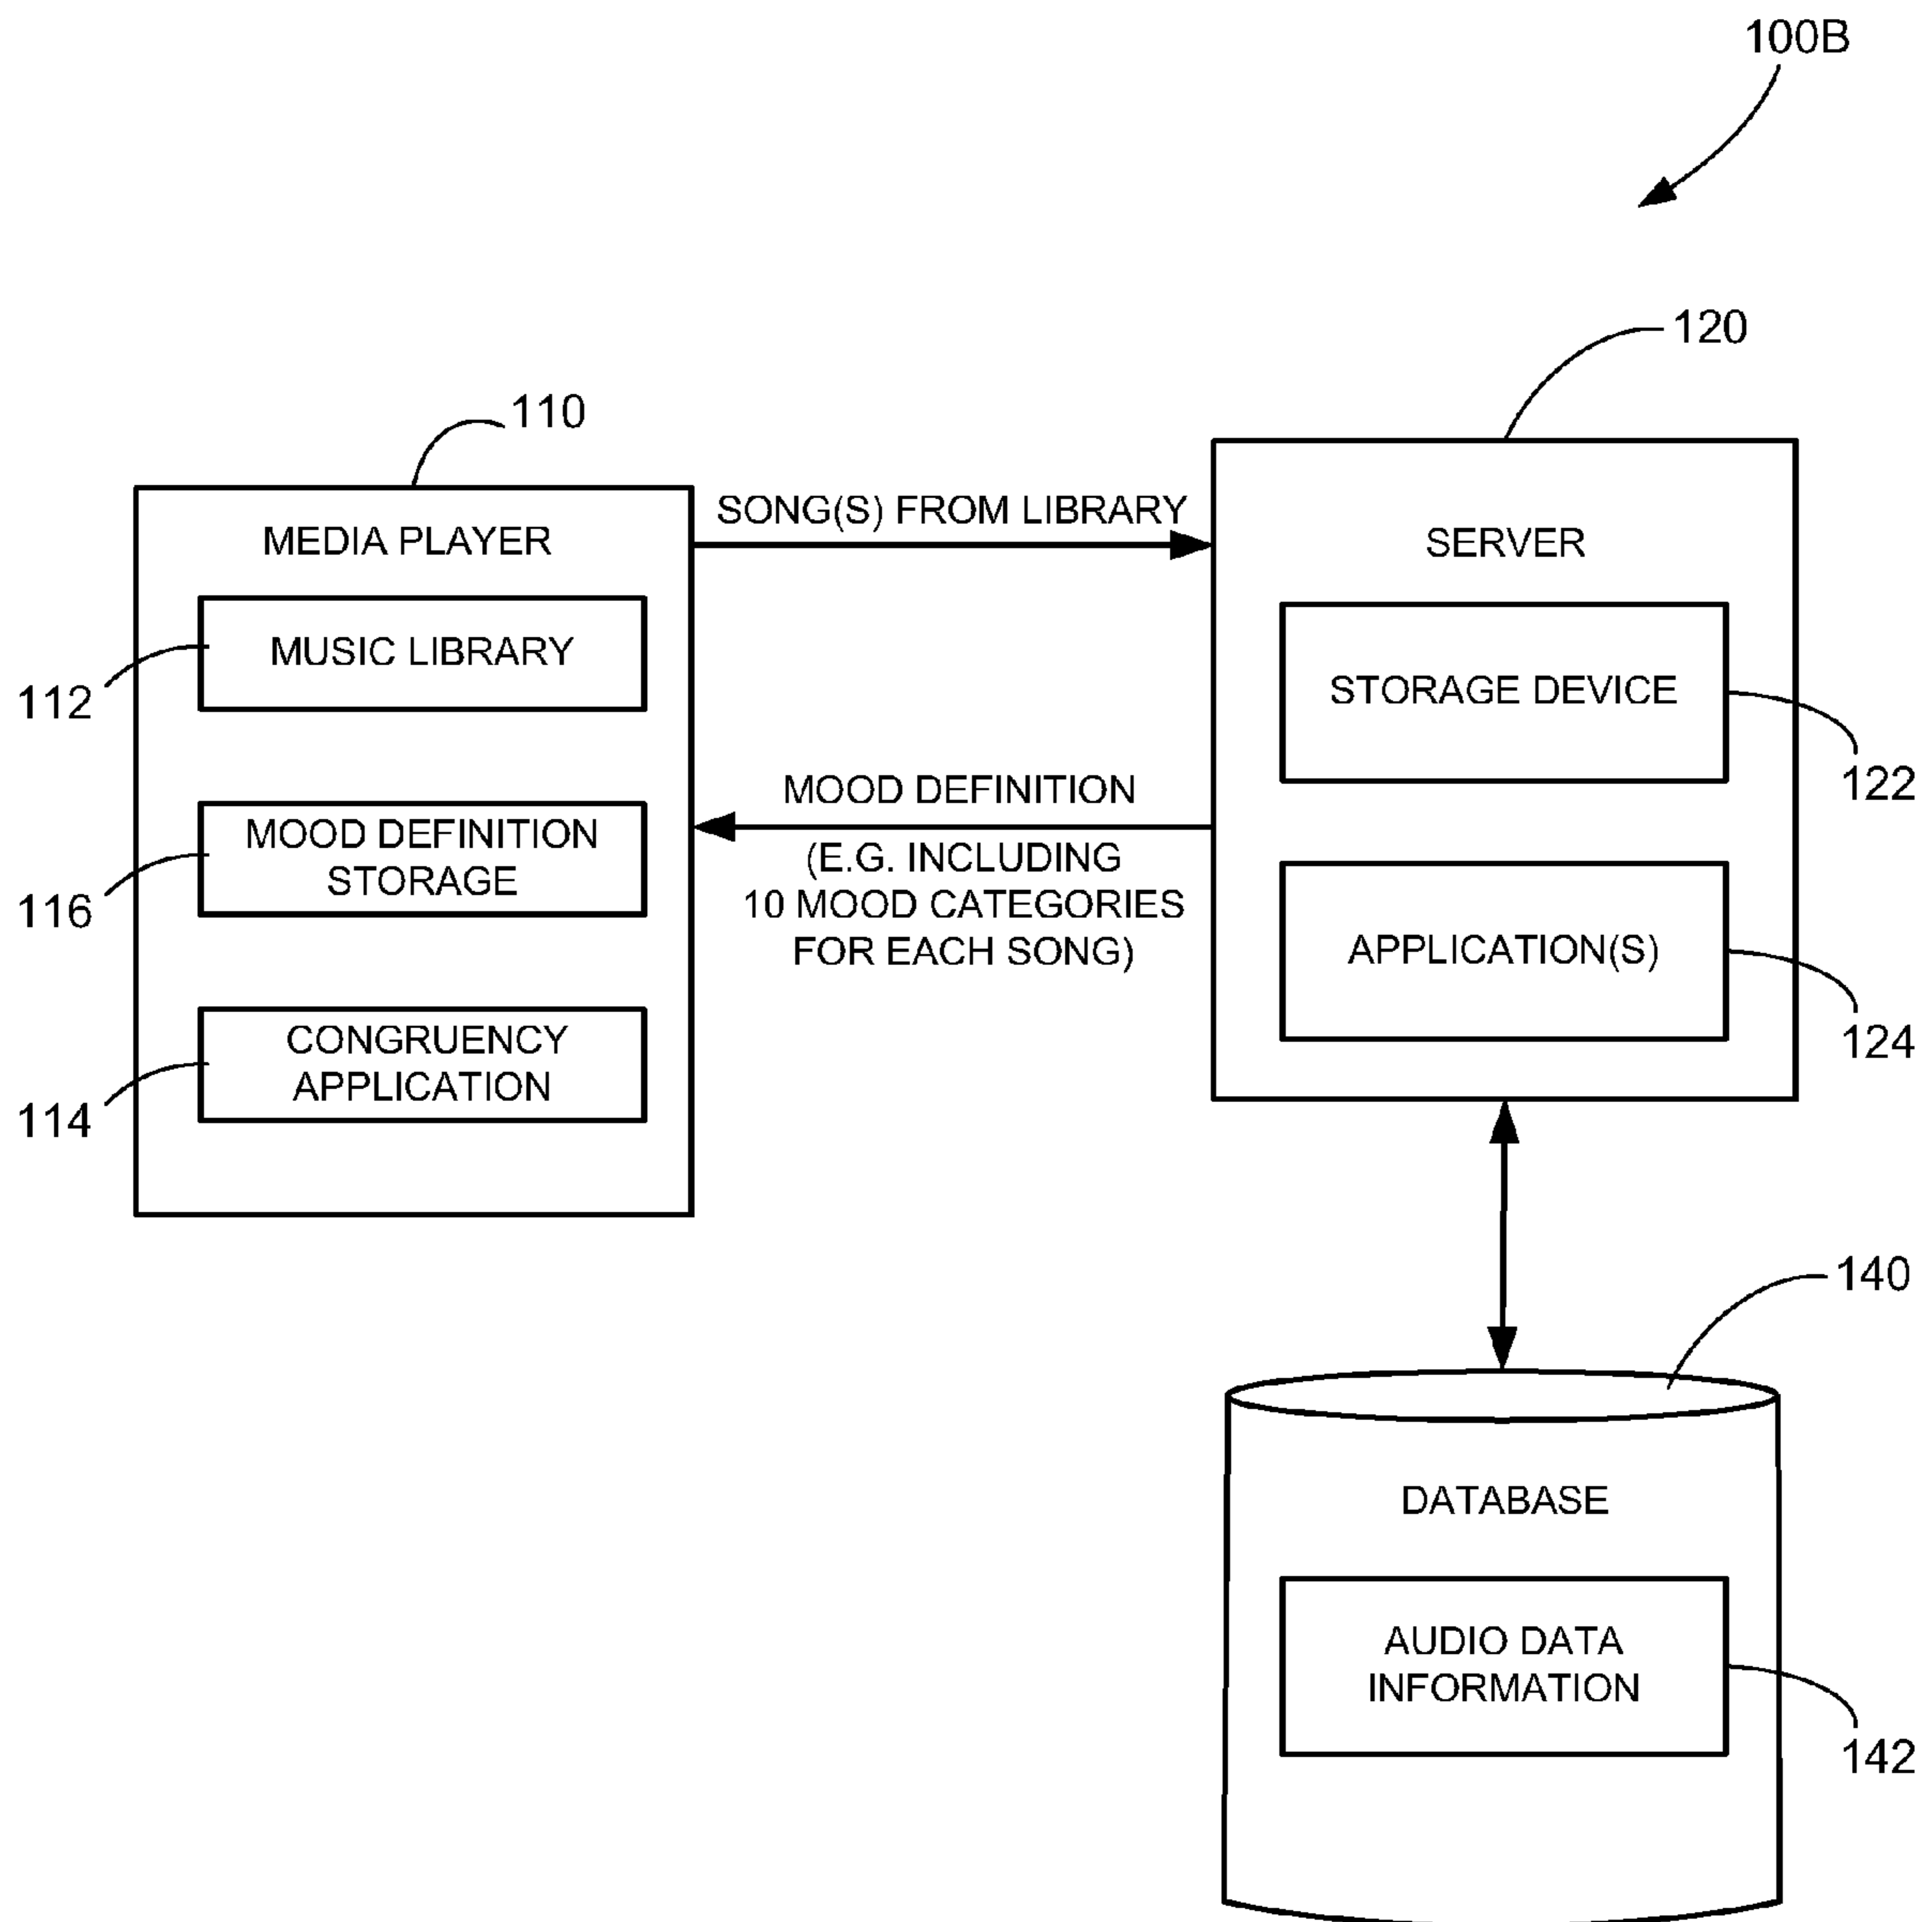 100B
120
110
MEDIA PLAYER
MUSIC LIBRARY
112
MOOD DEFINITION
STORAGE
116
CONGRUENCY
APPLICATION
114
SONG(S) FROM LIBRARY
MOOD DEFINITION
(E.G. INCLUDING
10 MOOD CATEGORIES
FOR EACH SONG)
SERVER
STORAGE DEVICE
122
APPLICATION(S)
124
140
DATABASE
AUDIO DATA
INFORMATION
142